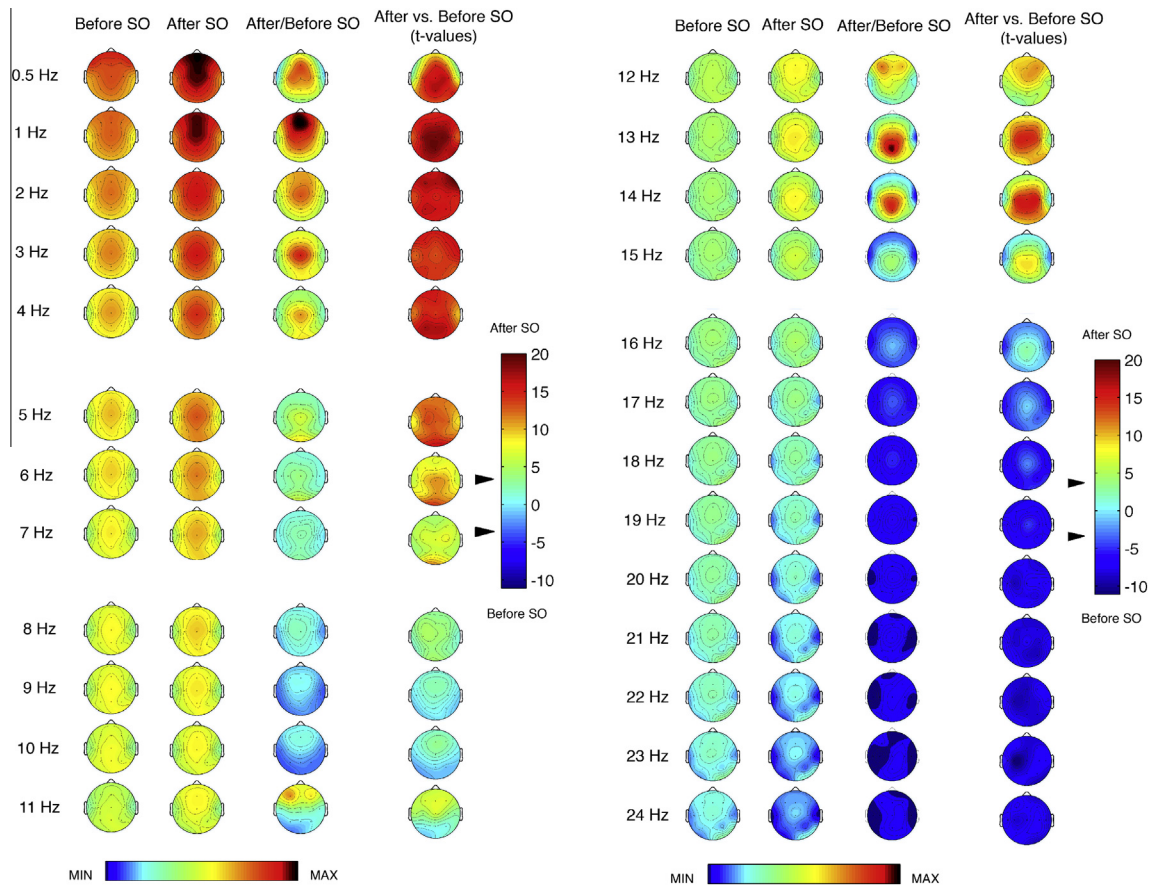 Before SO After SO After/Before SO After vs. Before SO
(t-values)
0.5 Hz
1 Hz
2 Hz
3 Hz
4 Hz
5 Hz
6 Hz
7 Hz
8 Hz
9 Hz
10 Hz
11 Hz
After SO
20
15
10
5
0
-5
-10
Before SO
MIN MAX
Before SO After SO After/Before SO After vs. Before SO
(t-values)
12 Hz
13 Hz
14 Hz
15 Hz
16 Hz
17 Hz
18 Hz
19 Hz
20 Hz
21 Hz
22 Hz
23 Hz
24 Hz
After SO
20
15
10
5
0
-5
-10
Before SO
MIN MAX